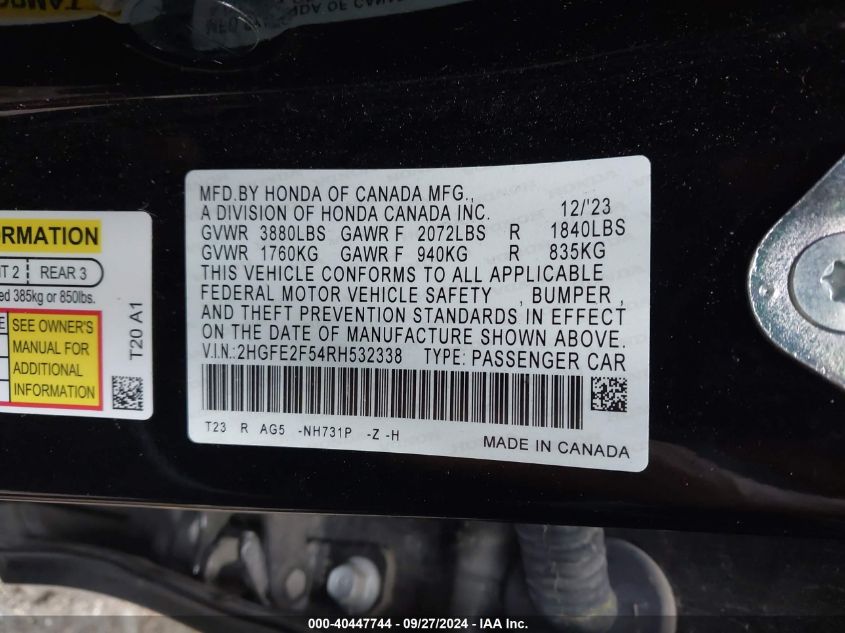 MFD.BY HONDA OF CANADA MFG.,
A DIVISION OF HONDA CANADA INC. 12/'23
GVWR 3880LBS GAWR F 2072LBS R 1840LBS
GVWR 1760KG GAWR F 940KG R 835KG
THIS VEHICLE CONFORMS TO ALL APPLICABLE
FEDERAL MOTOR VEHICLE SAFETY , BUMPER ,
AND THEFT PREVENTION STANDARDS IN EFFECT
ON THE DATE OF MANUFACTURE SHOWN ABOVE.
V.I.N.:2HGFE2F54RH532338 TYPE: PASSENGER CAR
T23 R AG5 -NH731P -Z -H
MADE IN CANADA
REAR 3
385kg or 850lbs.
SEE OWNER'S
MANUAL FOR
ADDITIONAL
INFORMATION
T20 A1
000-40447744 - 09/27/2024 - IAA Inc.